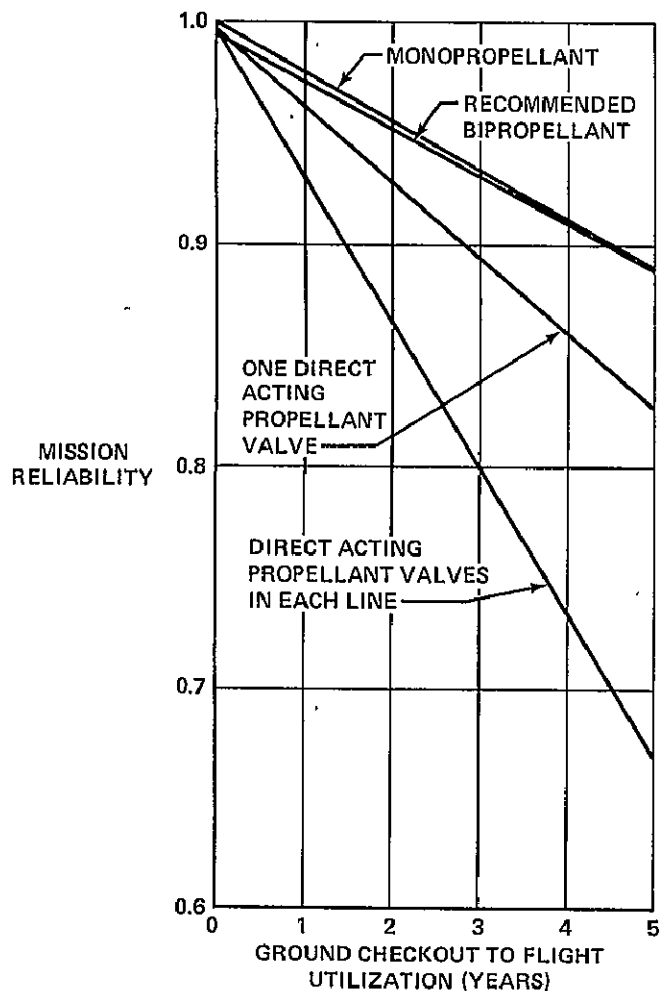 1.0
MONOPROPELLANT
RECOMMENDED
BIPROPELLANT
0.9
ONE DIRECT
ACTING
PROPELLANT
VALVE
MISSION
RELIABILITY
0.8
DIRECT ACTING
PROPELLANT VALVES
IN EACH LINE
0.7
0.6
0 1 2 3 4 5
GROUND CHECKOUT TO FLIGHT
UTILIZATION (YEARS)